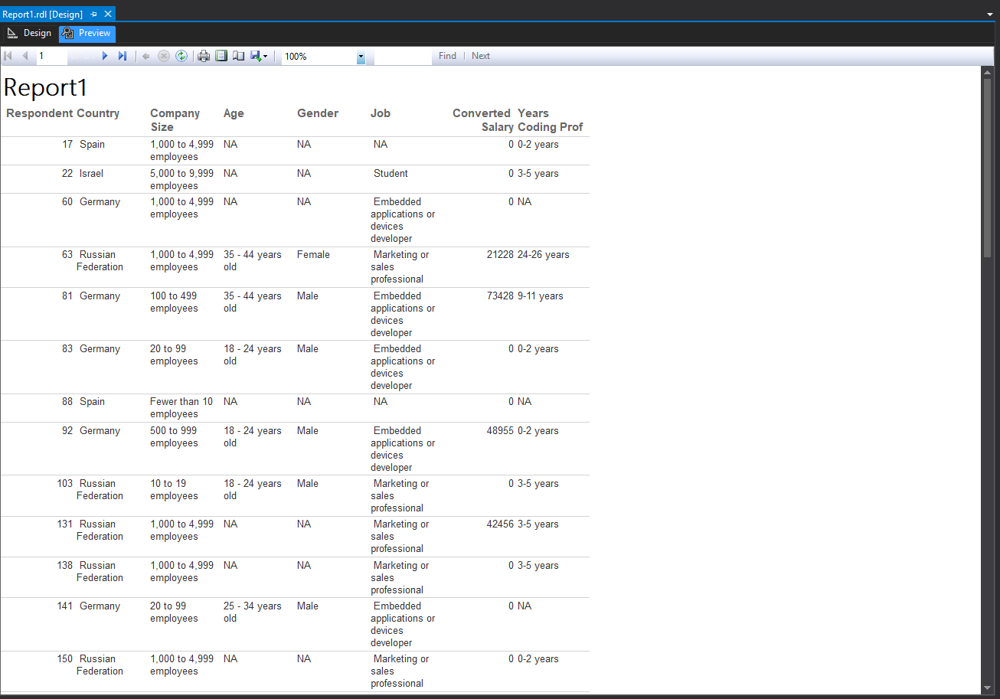 Report1.rdl [Design]
Design Preview
1 100% Find | Next
Report1
Respondent Country Company Size Age Gender Job Converted Salary Years Coding Prof
17 Spain 1,000 to 4,999 employees NA NA NA 0 0-2 years
22 Israel 5,000 to 9,999 employees NA NA Student 0 3-5 years
60 Germany 1,000 to 4,999 employees NA NA Embedded applications or devices developer 0 NA
63 Russian Federation 1,000 to 4,999 employees 35 - 44 years old Female Marketing or sales professional 21228 24-26 years
81 Germany 100 to 499 employees 35 - 44 years old Male Embedded applications or devices developer 73428 9-11 years
83 Germany 20 to 99 employees 18 - 24 years old Male Embedded applications or devices developer 0 0-2 years
88 Spain Fewer than 10 employees NA NA NA 0 NA
92 Germany 500 to 999 employees 18 - 24 years old Male Embedded applications or devices developer 48955 0-2 years
103 Russian Federation 10 to 19 employees 18 - 24 years old Male Marketing or sales professional 0 3-5 years
131 Russian Federation 1,000 to 4,999 employees NA NA Marketing or sales professional 42456 3-5 years
138 Russian Federation 1,000 to 4,999 employees NA NA Marketing or sales professional 0 3-5 years
141 Germany 20 to 99 employees 25 - 34 years old Male Embedded applications or devices developer 0 NA
150 Russian Federation 1,000 to 4,999 employees NA NA Marketing or sales professional 0 0-2 years